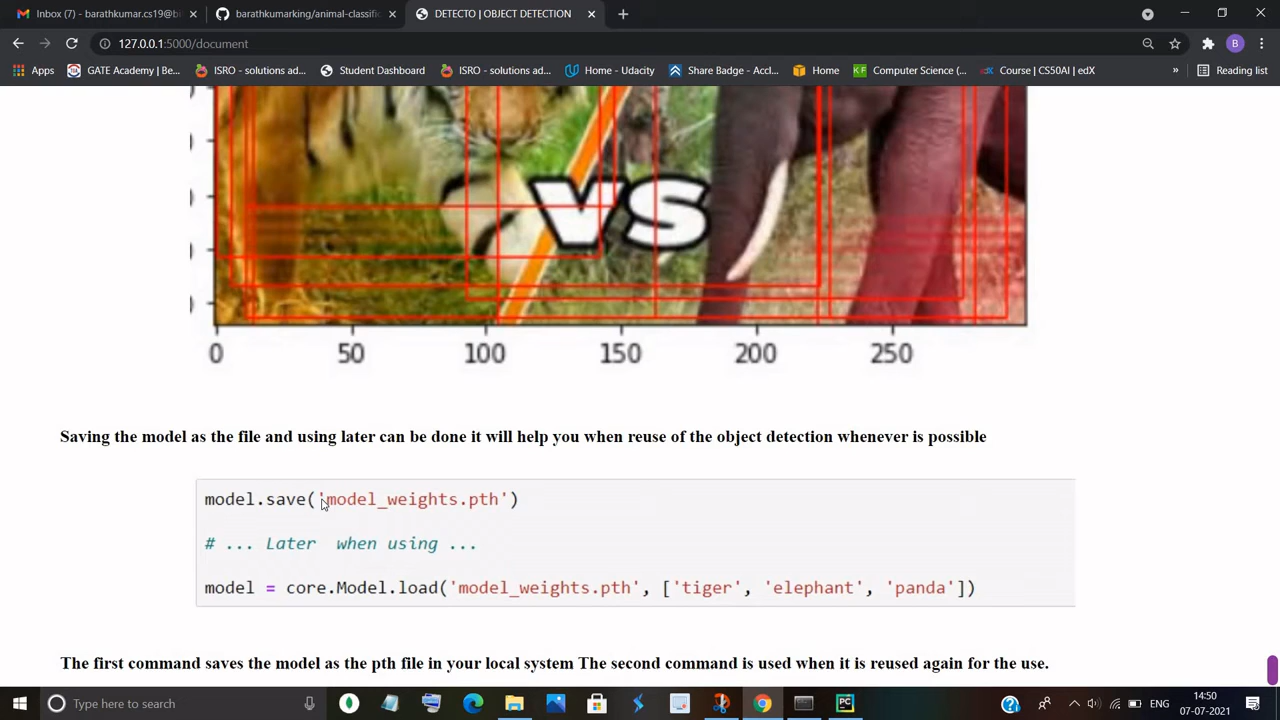 Inbox (7) - barathkumar.cs19@bi
barathkumarking/animal-classific
DETECTO | OBJECT DETECTION
127.0.0.1:5000/document
B
Apps
GATE Academy | Be...
ISRO - solutions ad...
Student Dashboard
ISRO - solutions ad...
Home - Udacity
Share Badge - Accl...
Home
Computer Science (...
Course | CS50AI | edX
»
Reading list
VS
0 50 100 150 200 250
Saving the model as the file and using later can be done it will help you when reuse of the object detection whenever is possible
model.save('model_weights.pth')
# ... Later  when using ...
model = core.Model.load('model_weights.pth', ['tiger', 'elephant', 'panda'])
The first command saves the model as the pth file in your local system The second command is used when it is reused again for the use.
Type here to search
ENG
14:50
07-07-2021